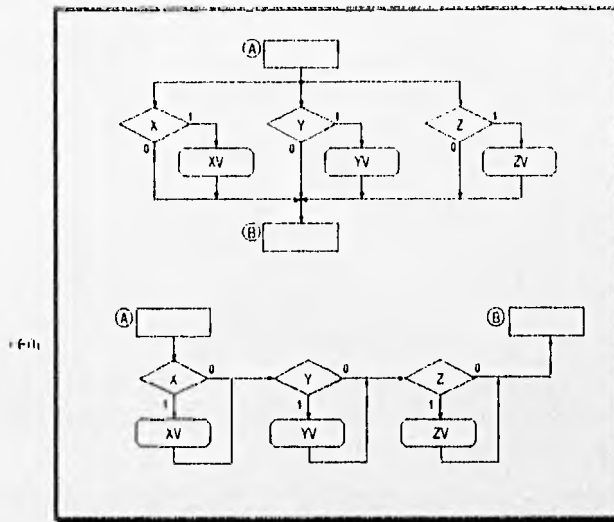 A
X 1 Y 1 Z 1
0 0 0
XV YV ZV
B
A B
X 0 Y 0 Z 0
1 1 1
XV YV ZV